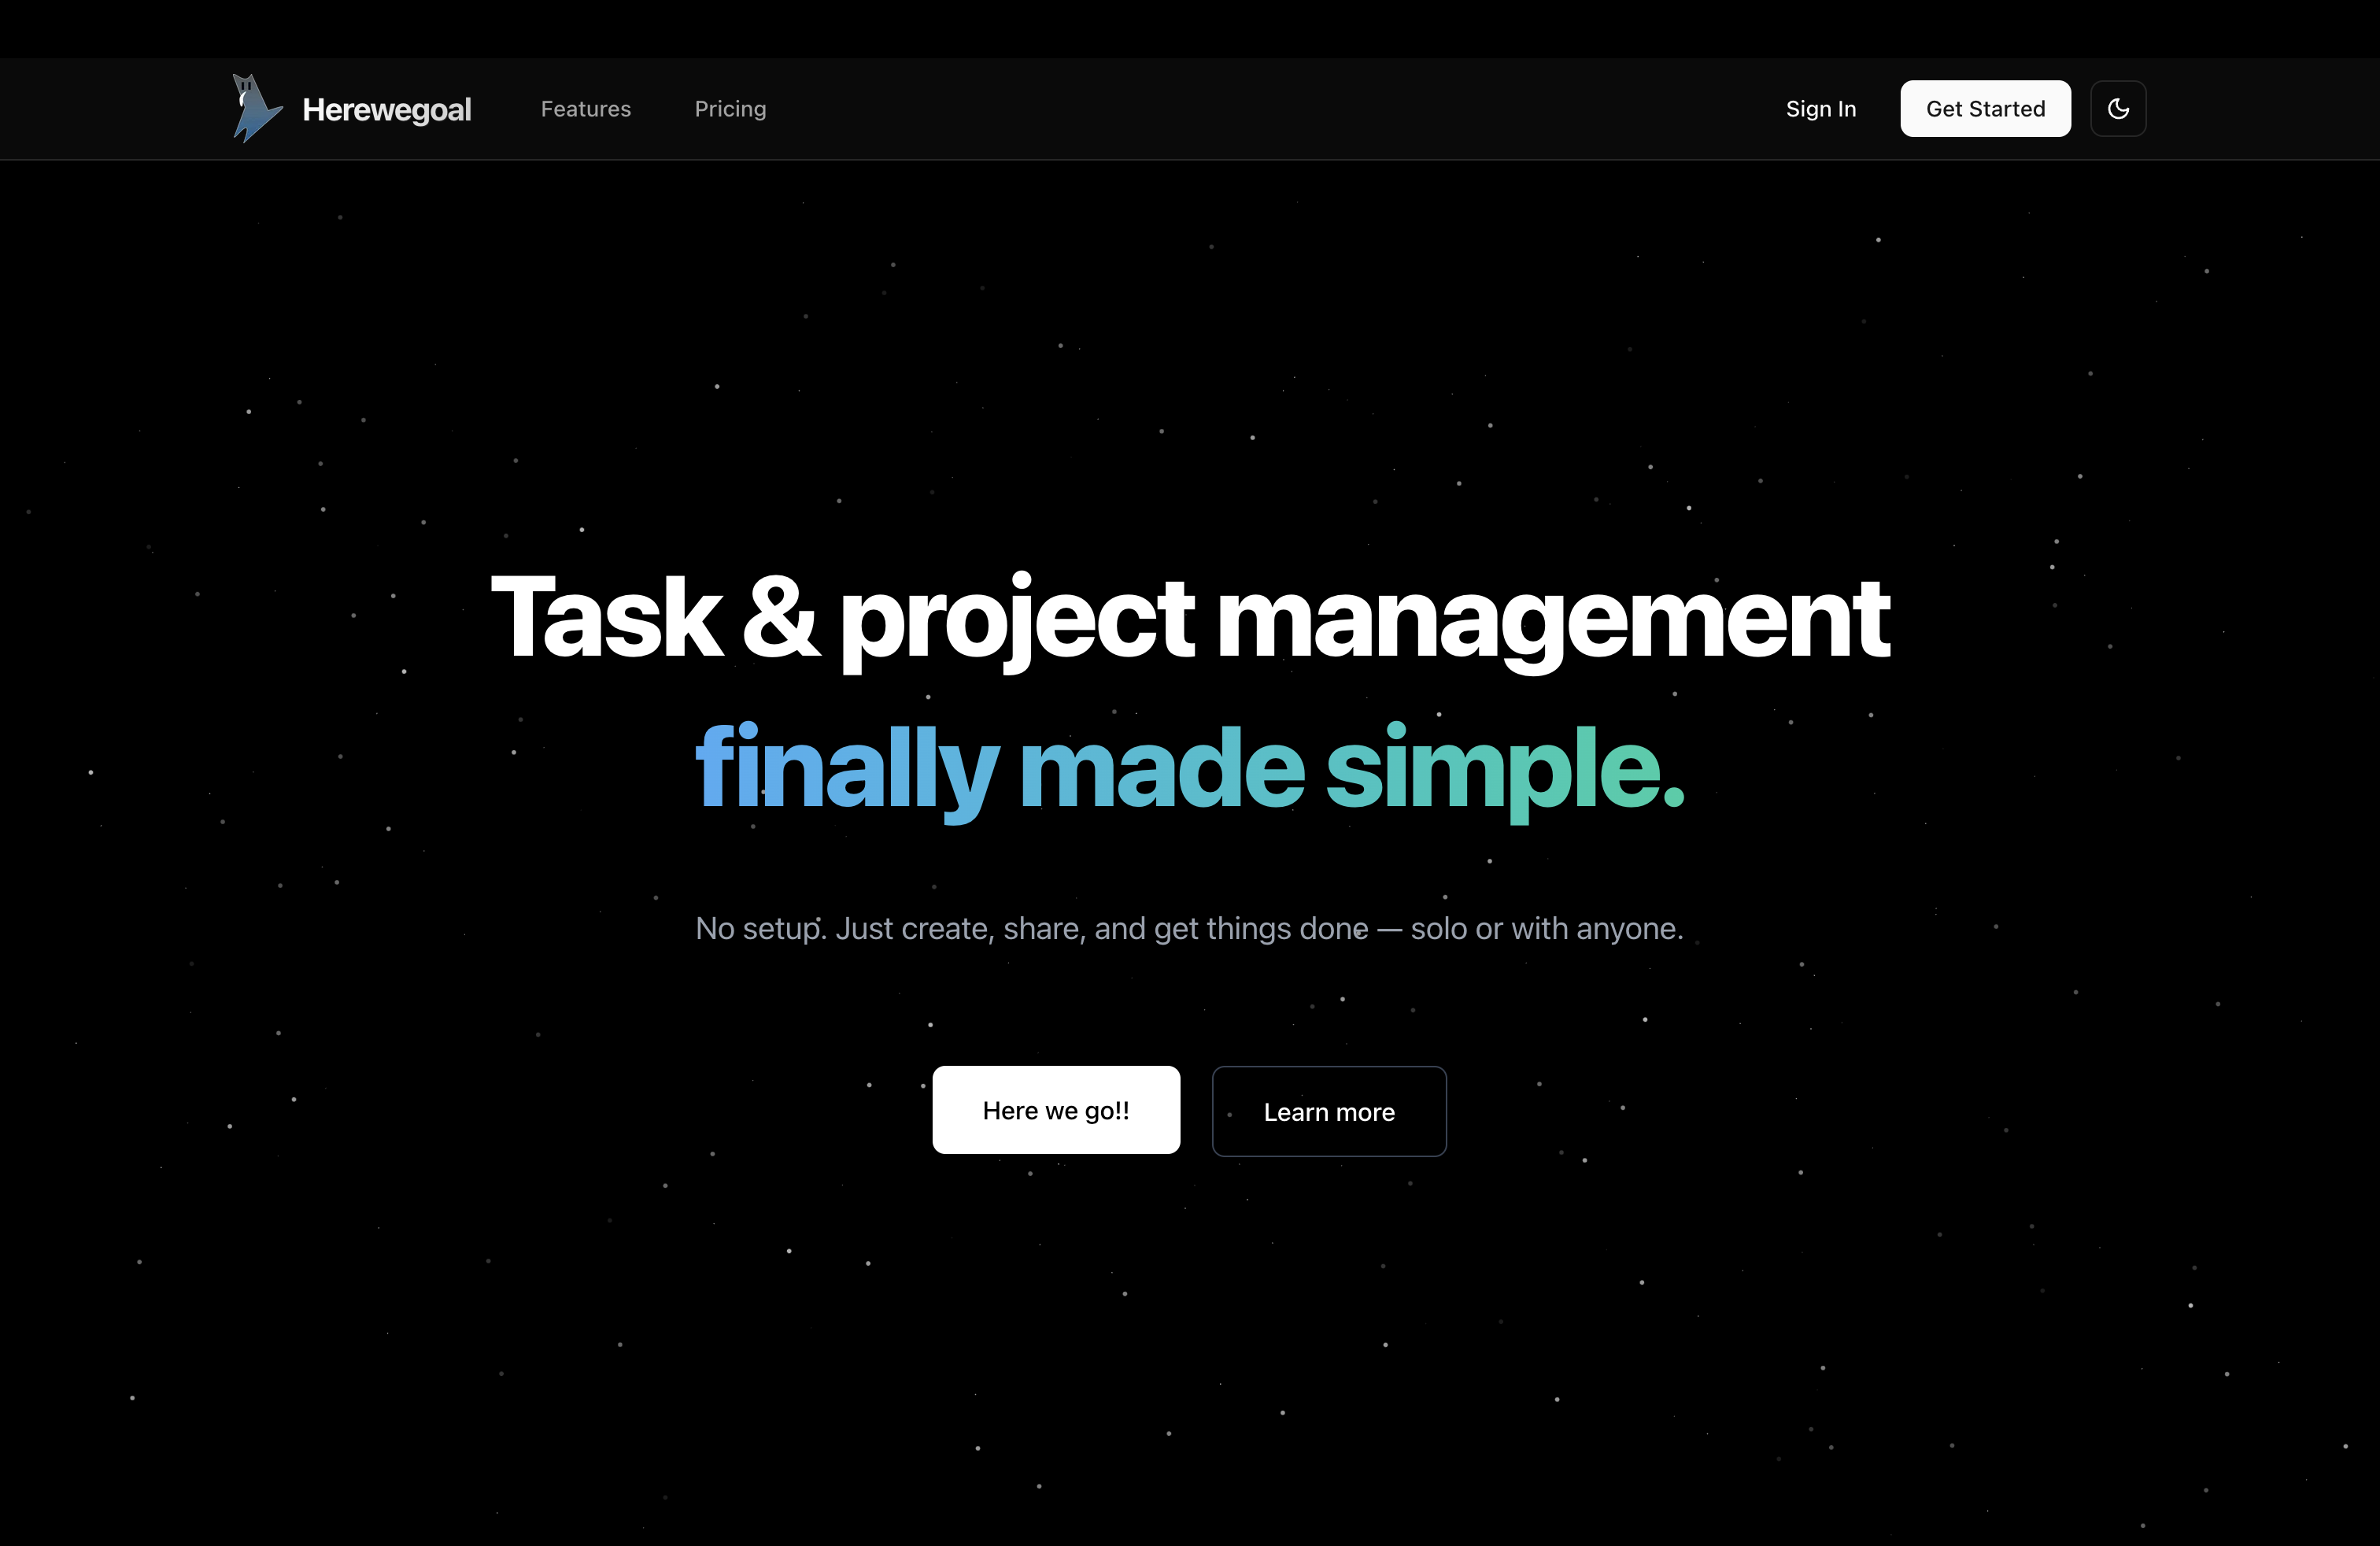 Herewegoal
Features
Pricing
Sign In
Get Started
Task & project management
finally made simple.
No setup. Just create, share, and get things done — solo or with anyone.
Here we go!!
Learn more